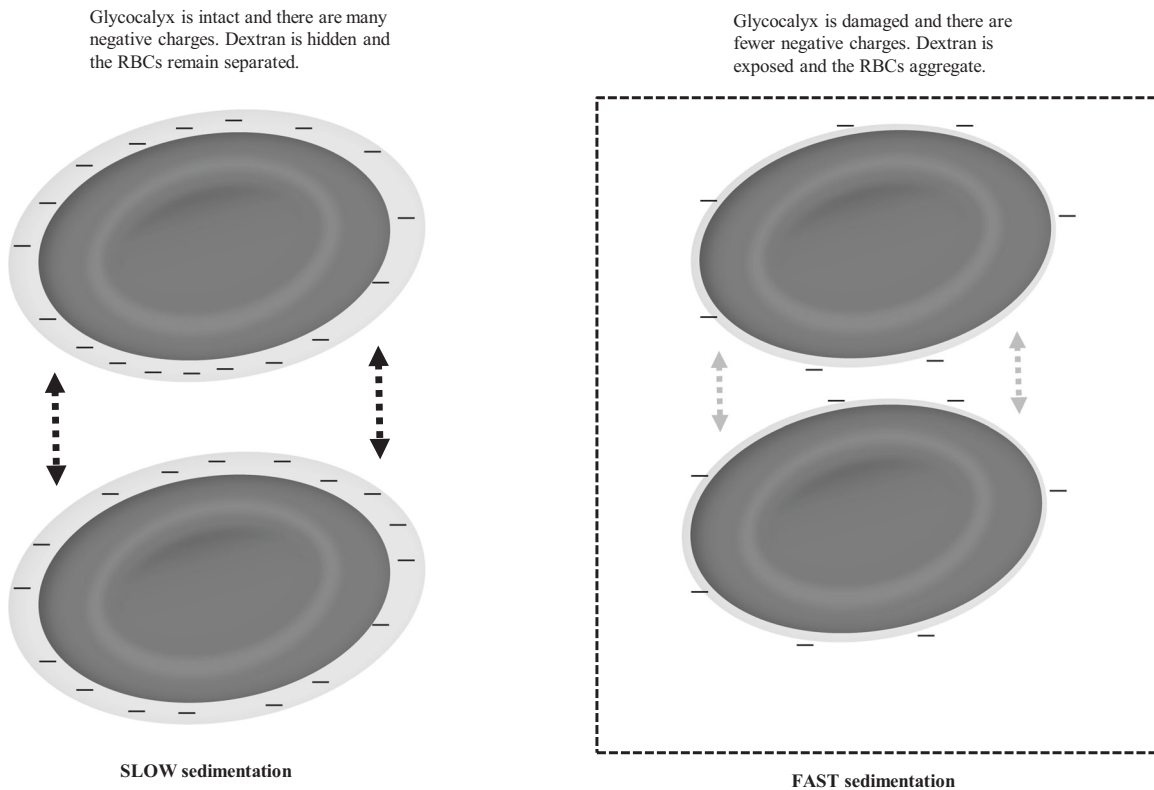 Glycocalyx is intact and there are many
negative charges. Dextran is hidden and
the RBCs remain separated.
Glycocalyx is damaged and there are
fewer negative charges. Dextran is
exposed and the RBCs aggregate.
SLOW sedimentation
FAST sedimentation